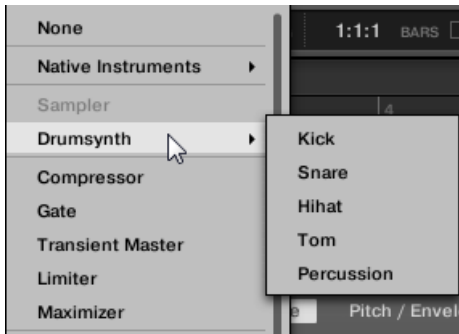 None
1:1:1 BARS
Native Instruments
Sampler
4
Drumsynth
Kick
Snare
Compressor
Hihat
Gate
Tom
Transient Master
Percussion
Limiter
Maximizer
Pitch /